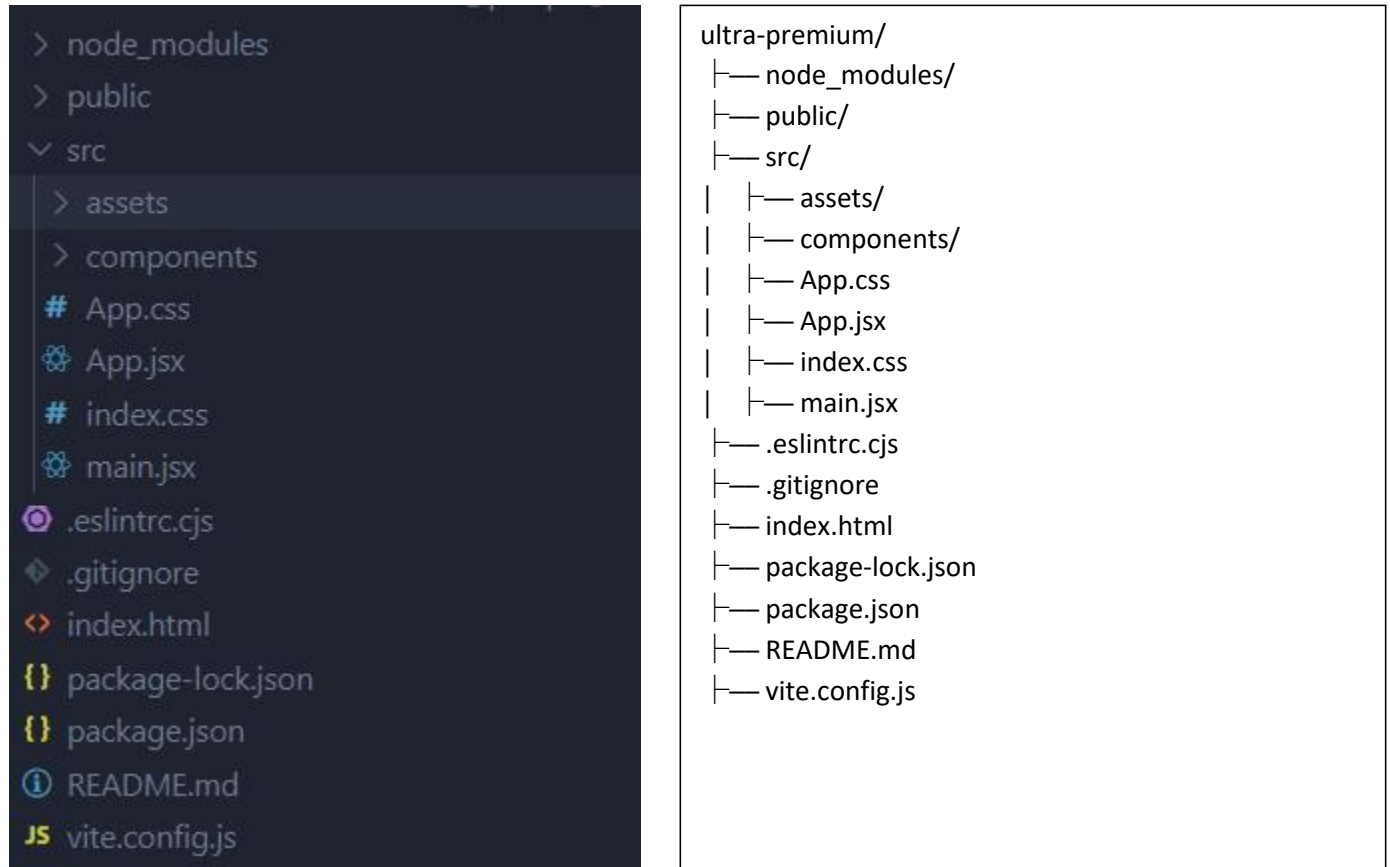 node_modules
public
src
assets
components
# App.css
App.jsx
# index.css
main.jsx
.eslintrc.cjs
.gitignore
<> index.html
{} package-lock.json
{} package.json
README.md
JS vite.config.js
ultra-premium/
├── node_modules/
├── public/
├── src/
|   ├── assets/
|   ├── components/
|   ├── App.css
|   ├── App.jsx
|   ├── index.css
|   ├── main.jsx
├── .eslintrc.cjs
├── .gitignore
├── index.html
├── package-lock.json
├── package.json
├── README.md
├── vite.config.js